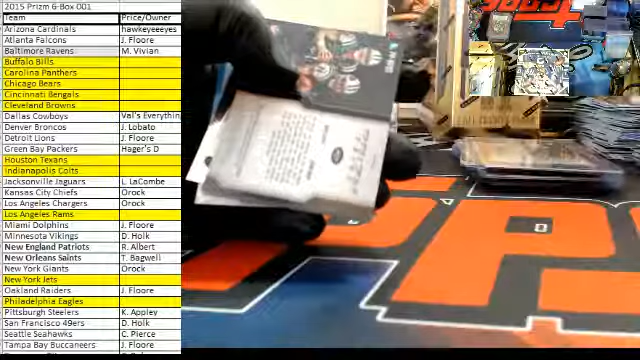 2015 Prizm 6-Box 001
Team Price/Owner
Arizona Cardinals hawkeyeeeyes
Atlanta Falcons J. Floore
Baltimore Ravens M. Vivian
Buffalo Bills
Carolina Panthers
Chicago Bears
Cincinnati Bengals
Cleveland Browns
Dallas Cowboys Val's Everythin
Denver Broncos J. Lobato
Detroit Lions J. Floore
Green Bay Packers Hager's D
Houston Texans
Indianapolis Colts
Jacksonville Jaguars L. LaCombe
Kansas City Chiefs Orock
Los Angeles Chargers Orock
Los Angeles Rams
Miami Dolphins J. Floore
Minnesota Vikings D. Holk
New England Patriots R. Albert
New Orleans Saints T. Bagwell
New York Giants Orock
New York Jets
Oakland Raiders J. Floore
Philadelphia Eagles
Pittsburgh Steelers K. Appley
San Francisco 49ers D. Holk
Seattle Seahawks C. Pierce
Tampa Bay Buccaneers J. Floore